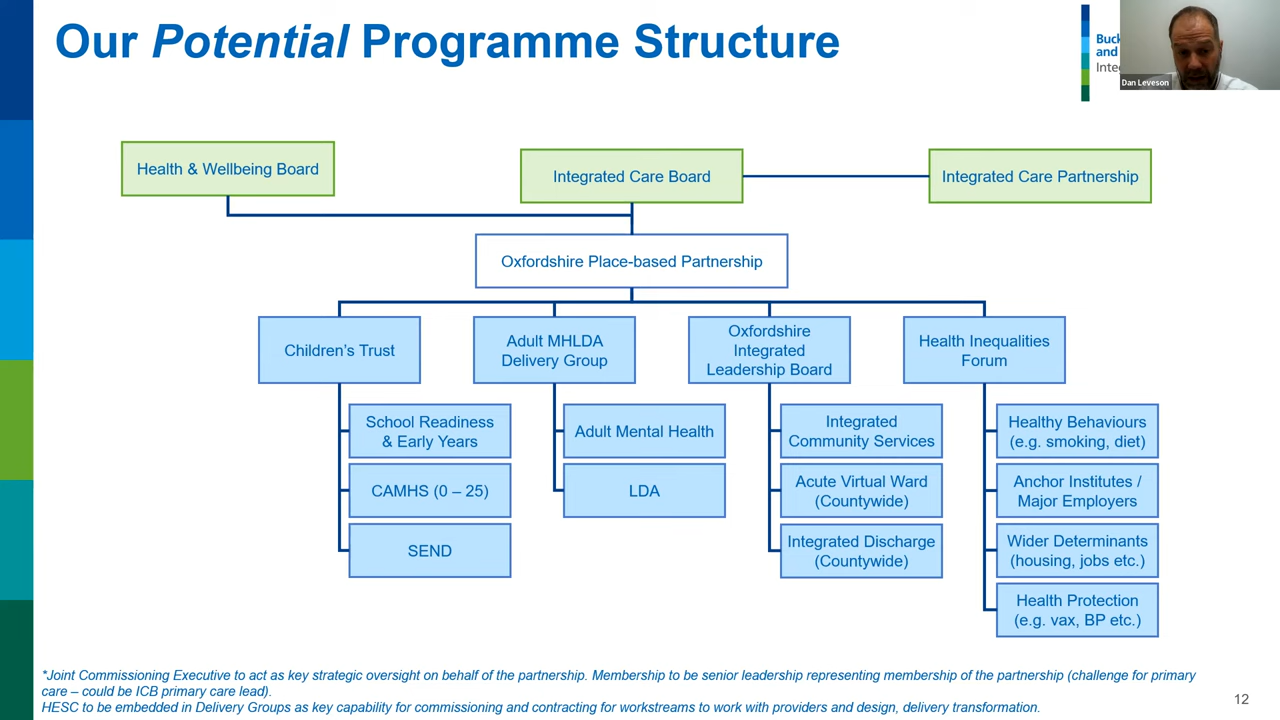 Our Potential Programme Structure
Buck
and
Inte
Dan Leveson
Health & Wellbeing Board
Integrated Care Board
Integrated Care Partnership
Oxfordshire Place-based Partnership
Children's Trust
Adult MHLDA
Delivery Group
Oxfordshire
Integrated
Leadership Board
Health Inequalities
Forum
School Readiness
& Early Years
CAMHS (0 – 25)
SEND
Adult Mental Health
LDA
Integrated
Community Services
Acute Virtual Ward
(Countywide)
Integrated Discharge
(Countywide)
Healthy Behaviours
(e.g. smoking, diet)
Anchor Institutes /
Major Employers
Wider Determinants
(housing, jobs etc.)
Health Protection
(e.g. vax, BP etc.)
*Joint Commissioning Executive to act as key strategic oversight on behalf of the partnership. Membership to be senior leadership representing membership of the partnership (challenge for primary
care – could be ICB primary care lead).
HESC to be embedded in Delivery Groups as key capability for commissioning and contracting for workstreams to work with providers and design, delivery transformation.
12